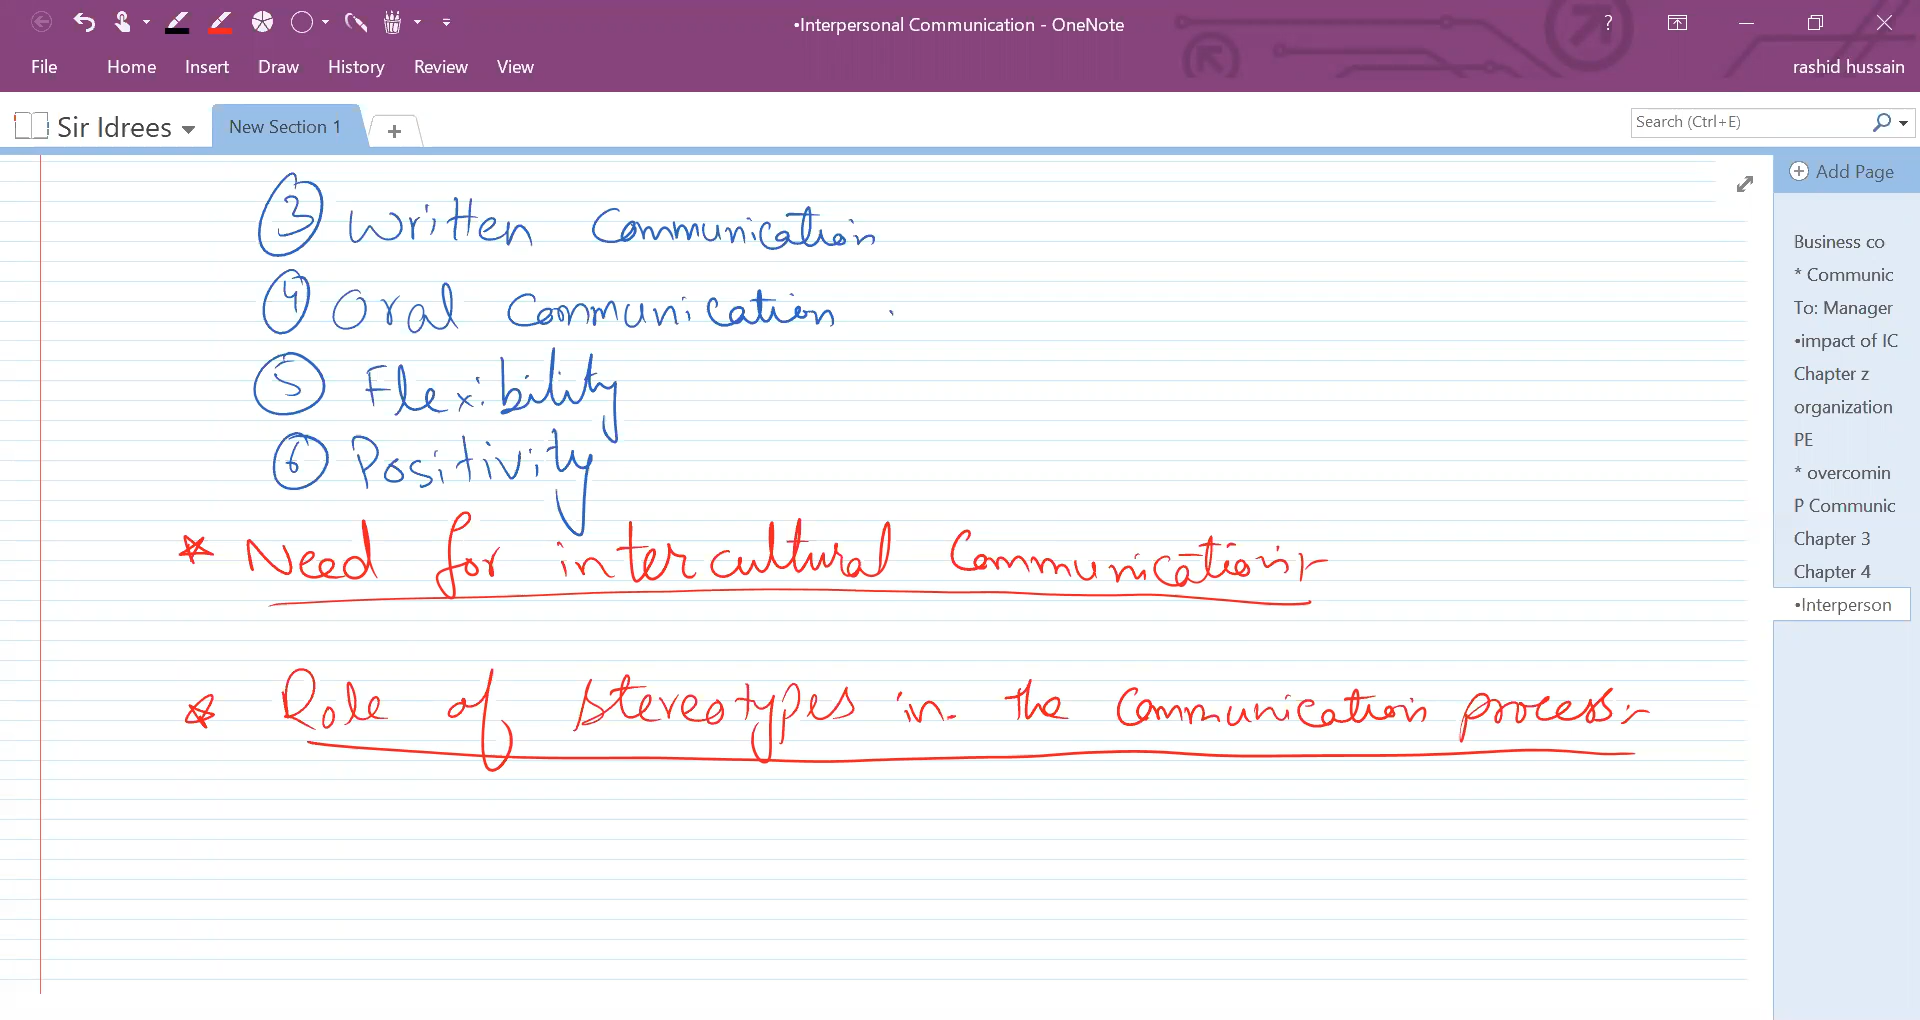 •Interpersonal Communication - OneNote
?
File Home Insert Draw History Review View
rashid hussain
Sir Idrees
New Section 1
+
Search (Ctrl+E)
Add Page
Business co
* Communic
To: Manager
•impact of IC
Chapter z
organization
PE
* overcomin
P Communic
Chapter 3
Chapter 4
•Interperson
③ Written Communication
④ Oral Communication .
⑤ Flexibility
⑥ Positivity
* Need for intercultural Communication:-
* Role of stereotypes in the Communication process:-